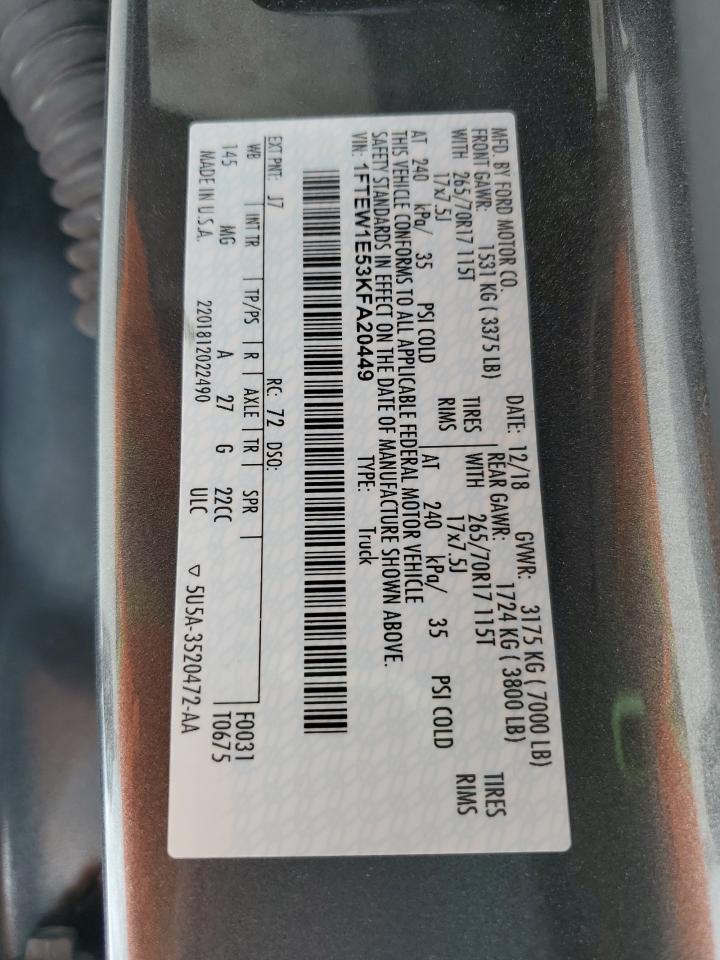 MFD. BY FORD MOTOR CO.
DATE: 12/18 GVWR: 3175 KG ( 7000 LB)
FRONT GAWR: 1531 KG ( 3375 LB) REAR GAWR: 1724 KG ( 3800 LB)
WITH 265/70R17 115T TIRES WITH 265/70R17 115T TIRES
17x7.5J RIMS 17x7.5J RIMS
AT 240 kPa/ 35 PSI COLD AT 240 kPa/ 35 PSI COLD
THIS VEHICLE CONFORMS TO ALL APPLICABLE FEDERAL MOTOR VEHICLE
SAFETY STANDARDS IN EFFECT ON THE DATE OF MANUFACTURE SHOWN ABOVE.
VIN: 1FTEW1E53KFA20449 TYPE: Truck
EXT PNT: J7 RC: 72 DSO:
WB INT TR TP/PS R AXLE TR SPR F0031
145 MG A 27 G 22CC T0675
MADE IN U.S.A. 2201812022490 ULC ▽ 5U5A-3520472-AA